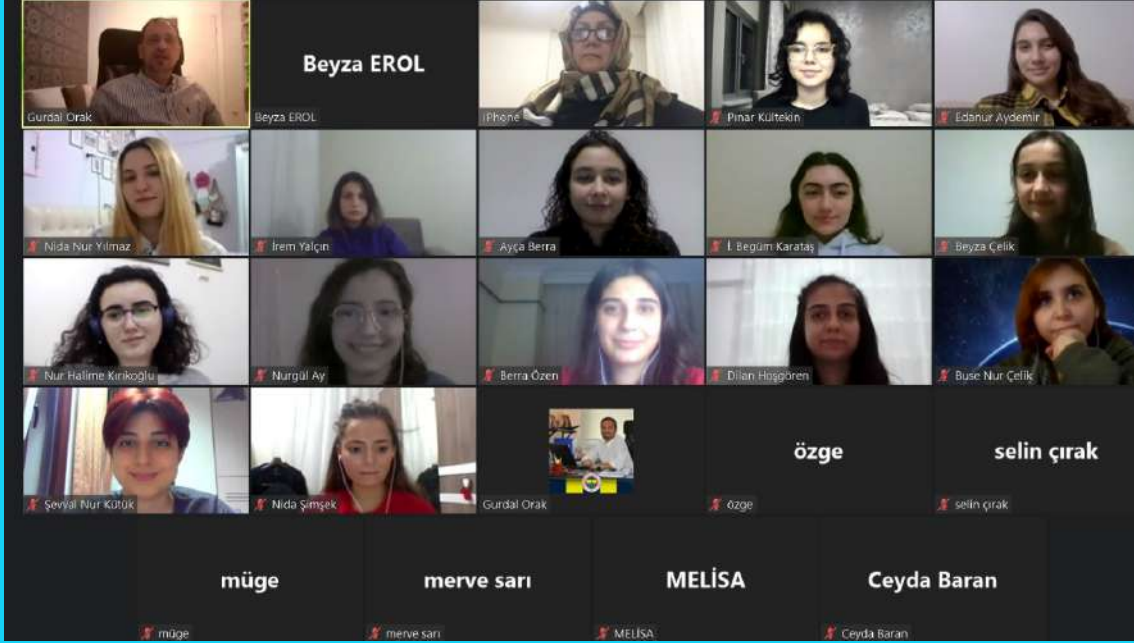 Gurdal Orak
Beyza EROL
Beyza EROL
iPhone
Pınar Kültekin
Edanur Aydemir
Nida Nur Yılmaz
İrem Yalçın
Ayça Berra
İ. Begüm Karataş
Beyza Çelik
Nur Halime Kırıkoğlu
Nurgül Ay
Berra Özen
Dilan Hoşgören
Buse Nur Çelik
Şevval Nur Kütük
Nida Şimşek
Gurdal Orak
özge
özge
selin çırak
selin çırak
müge
müge
merve sarı
merve sarı
MELİSA
MELİSA
Ceyda Baran
Ceyda Baran